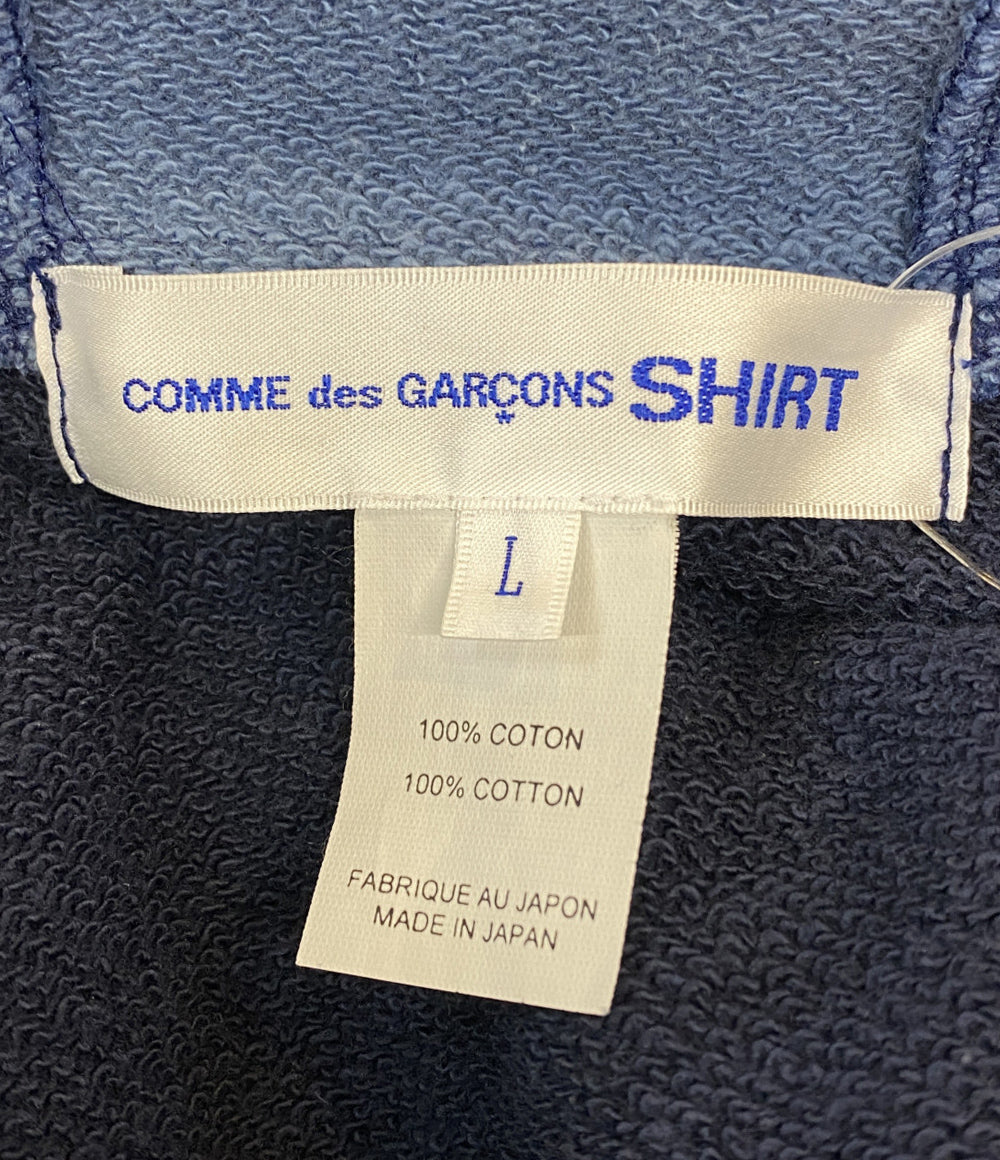 COMME des GARÇONS SHIRT
L
100% COTON
100% COTTON
FABRIQUE AU JAPON
MADE IN JAPAN